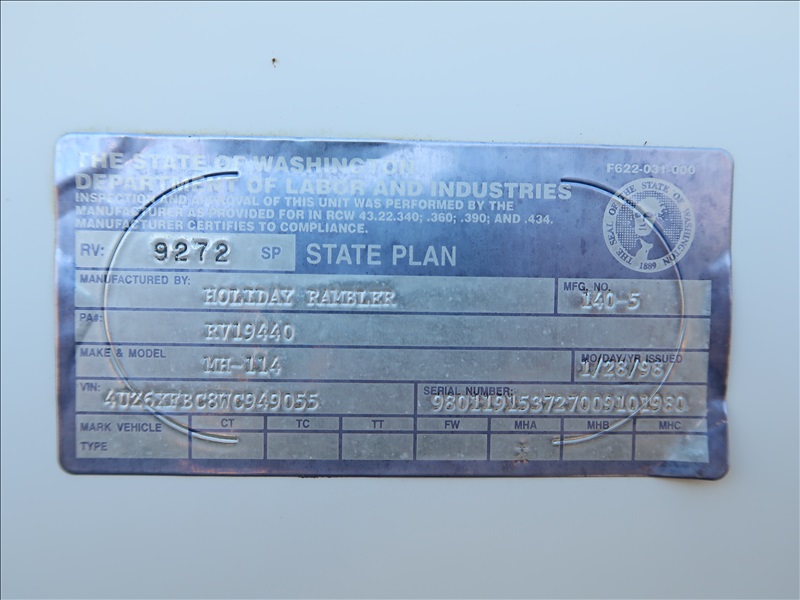 THE STATE OF WASHINGTON
F622-031-000
DEPARTMENT OF LABOR AND INDUSTRIES
INSPECTION AND APPROVAL OF THIS UNIT WAS PERFORMED BY THE
MANUFACTURER AS PROVIDED FOR IN RCW 43.22.340; .360; .390; AND .434.
MANUFACTURER CERTIFIES TO COMPLIANCE.
THE SEAL OF THE STATE OF WASHINGTON
1889
RV: 9272 SP STATE PLAN
MANUFACTURED BY: HOLIDAY RAMBLER MFG. NO. 140-5
PA#: R719440
MAKE & MODEL MH-114 MO/DAY/YR ISSUED 1/28/98
VIN: 4UZ6XFBC8WC949055 SERIAL NUMBER: 980119153727009101980
MARK VEHICLE CT TC TT FW MHA MHB MHC
TYPE X